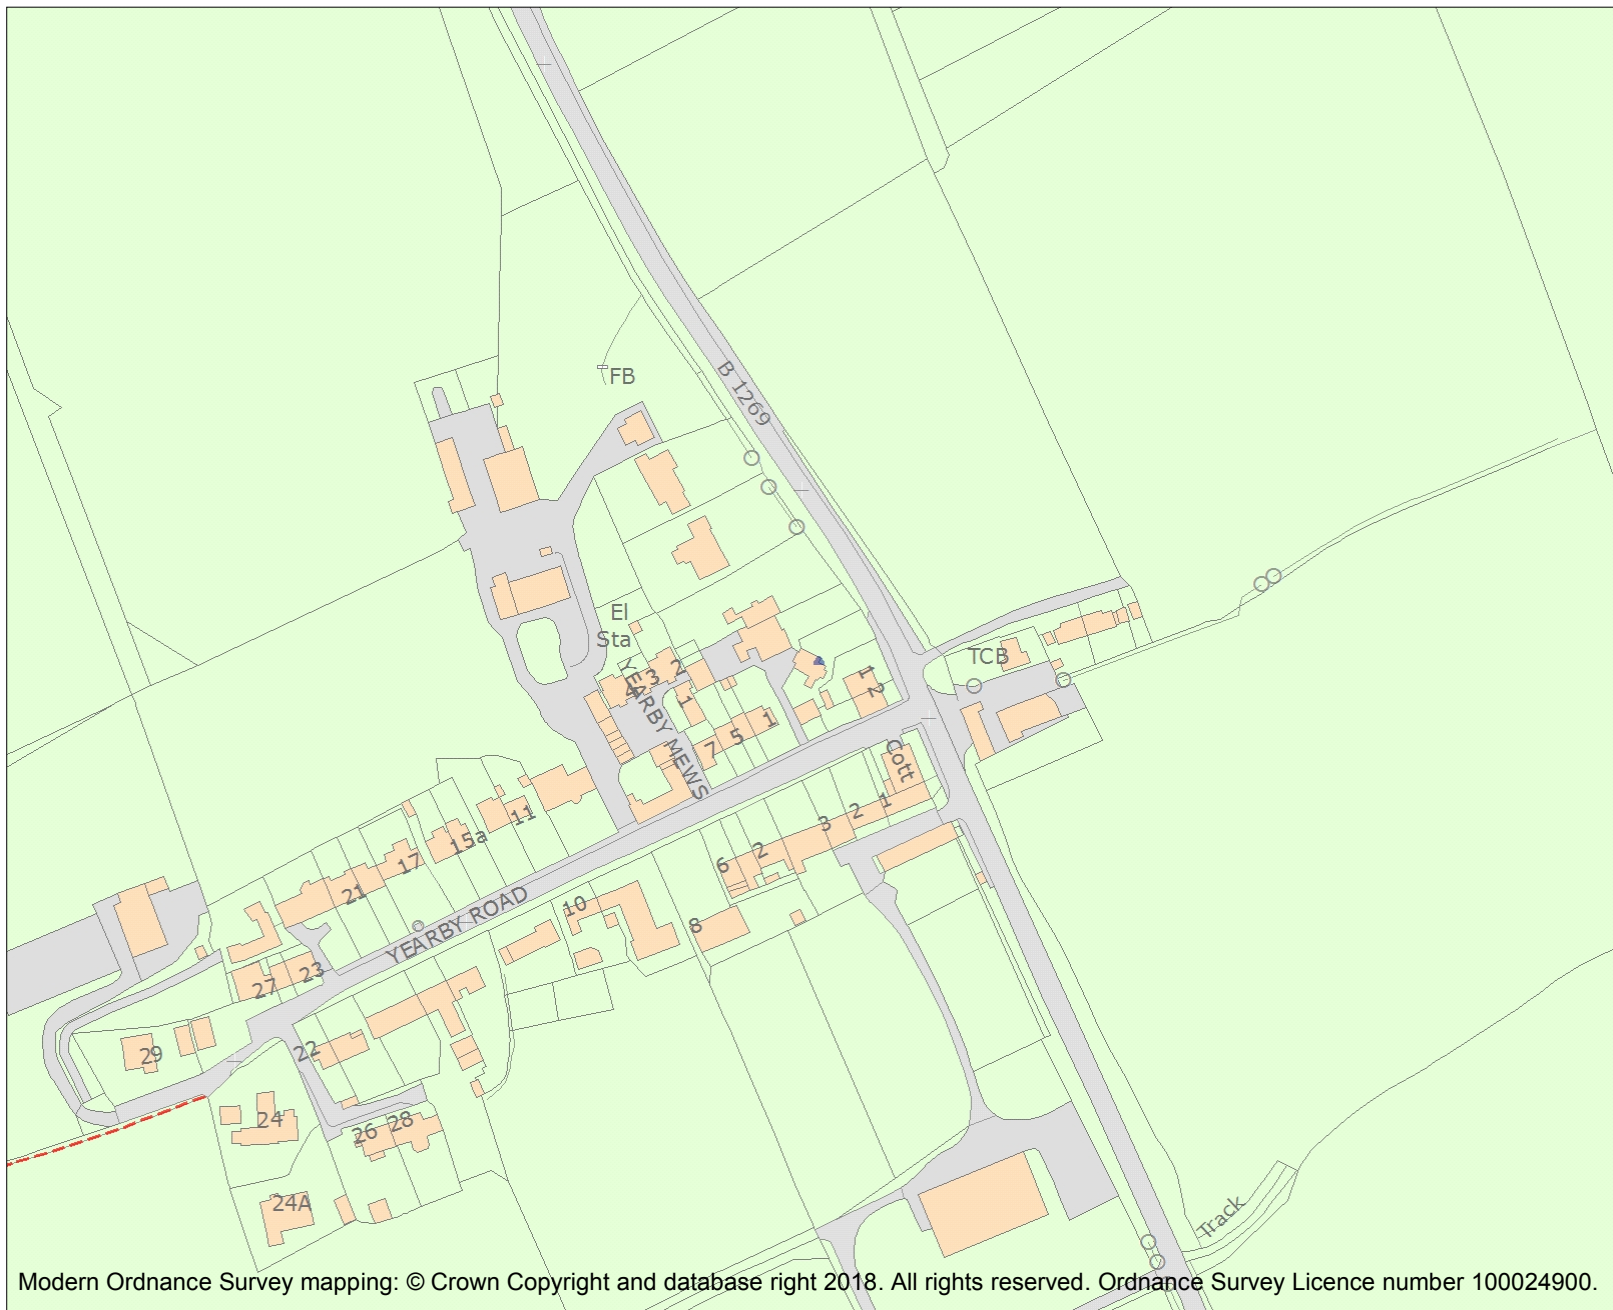 B 1269
FB
El
Sta
TCB
YEARBY MEWS
4
3
2
1
1
2
7
5
1
Cott
11
15a
17
21
3
2
1
6
2
10
8
YEARBY ROAD
23
27
29
22
24
26
28
24A
Track
Modern Ordnance Survey mapping: © Crown Copyright and database right 2018. All rights reserved. Ordnance Survey Licence number 100024900.